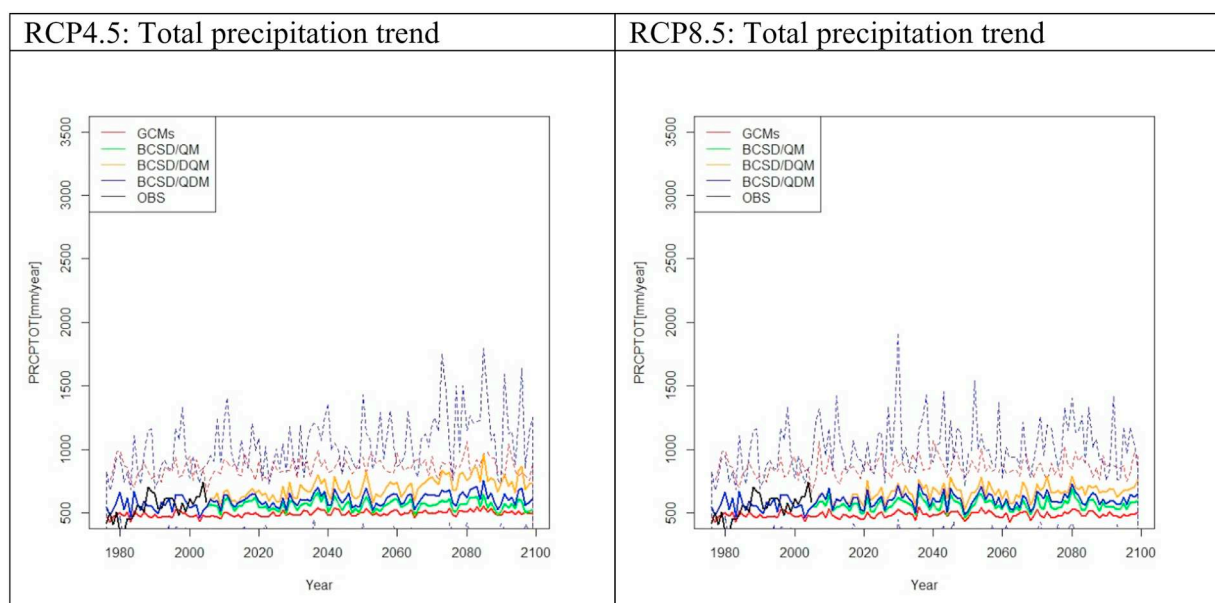 RCP4.5: Total precipitation trend
RCP8.5: Total precipitation trend
3500
3000
2500
2000
1500
1000
500
PRCPTOT[mm/year]
GCMs
BCSD/QM
BCSD/DQM
BCSD/QDM
OBS
1980 2000 2020 2040 2060 2080 2100
Year
3500
3000
2500
2000
1500
1000
500
PRCPTOT[mm/year]
GCMs
BCSD/QM
BCSD/DQM
BCSD/QDM
OBS
1980 2000 2020 2040 2060 2080 2100
Year